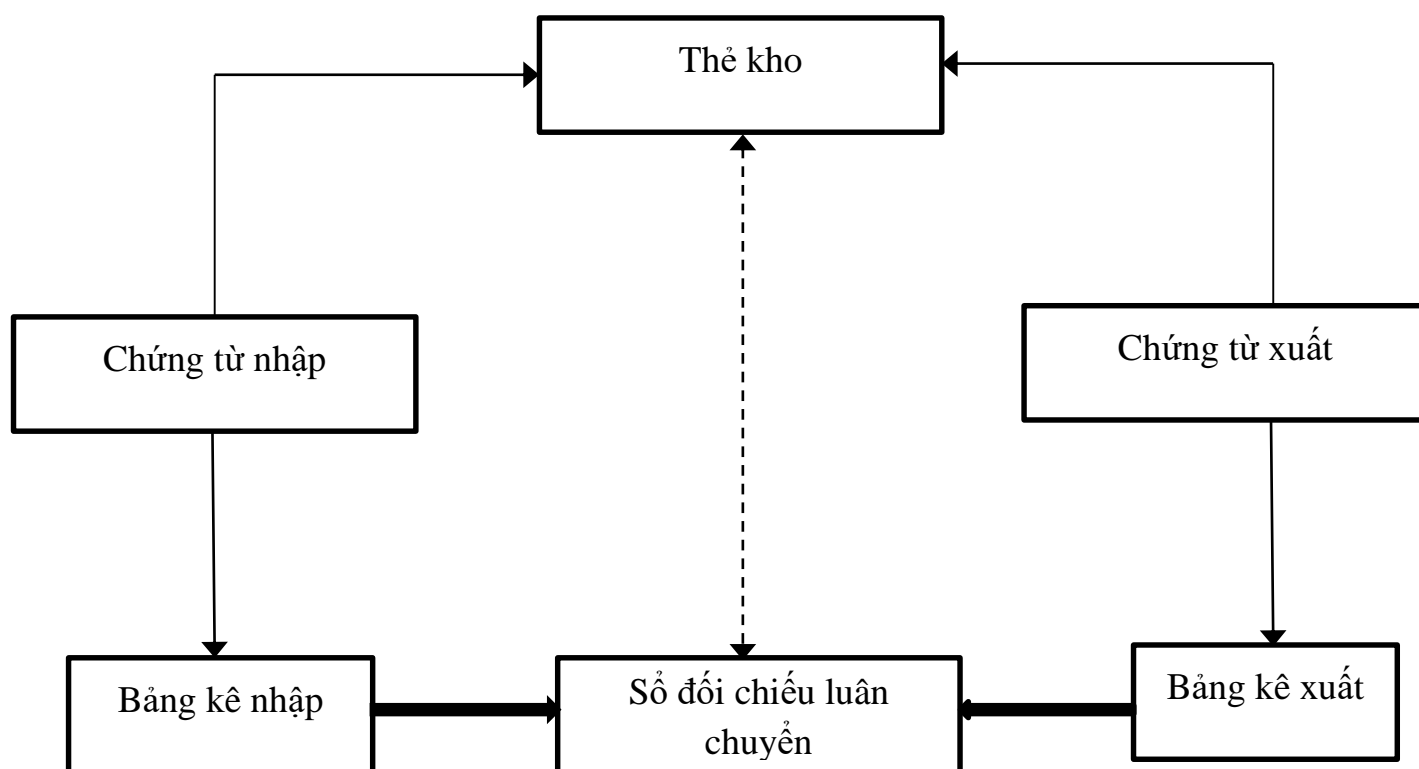 Thẻ kho
Chứng từ nhập
Chứng từ xuất
Bảng kê nhập
Sổ đối chiếu luân
chuyển
Bảng kê xuất